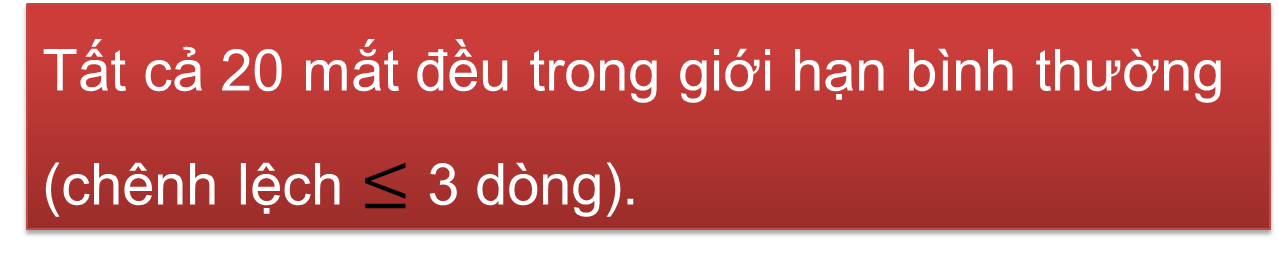 Tất cả 20 mắt đều trong giới hạn bình thường
(chênh lệch ≤ 3 dòng).